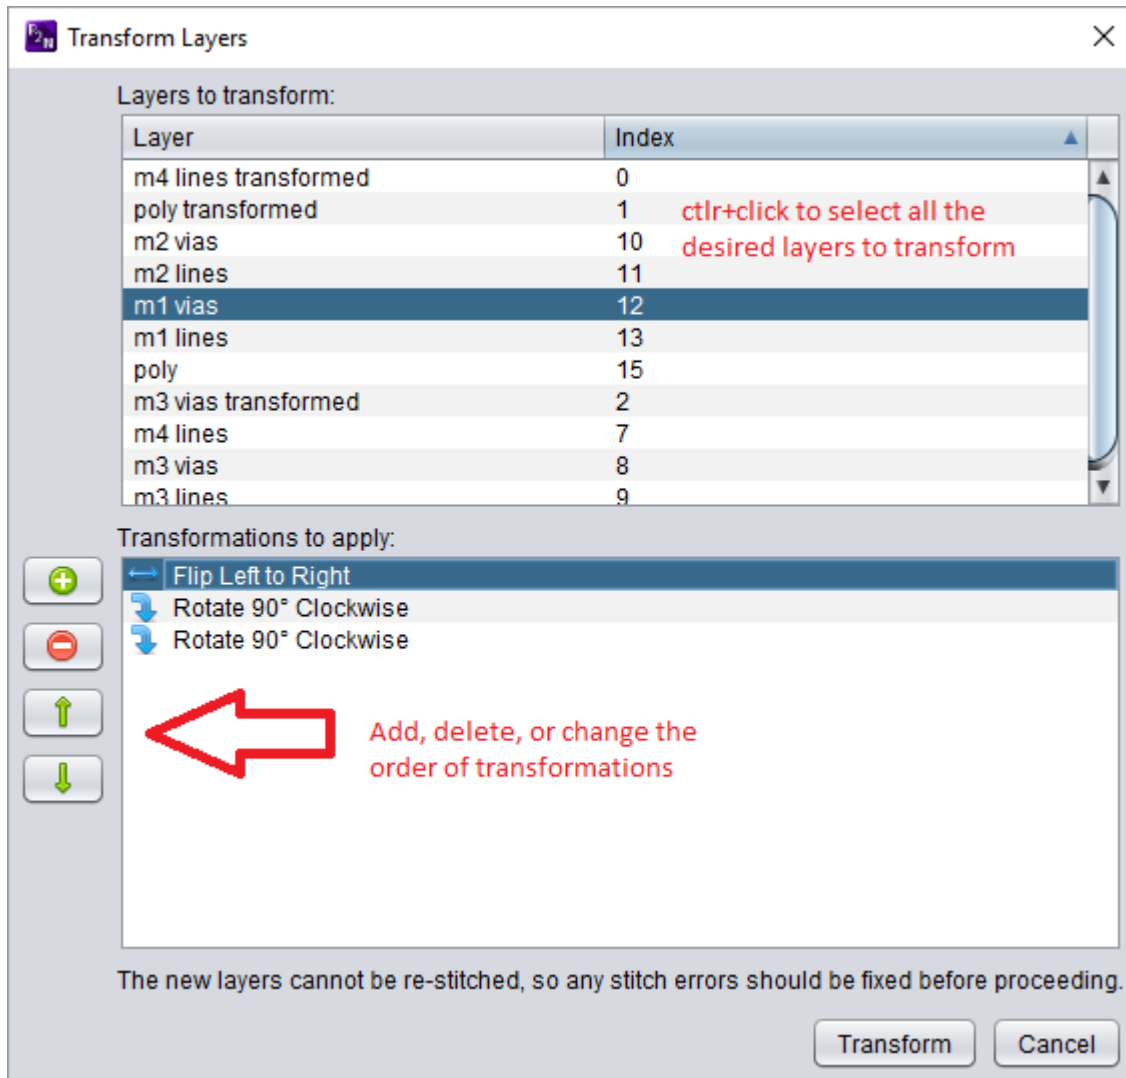 P2N Transform Layers
Layers to transform:
Layer Index
m4 lines transformed 0
poly transformed 1
m2 vias 10
m2 lines 11
m1 vias 12
m1 lines 13
poly 15
m3 vias transformed 2
m4 lines 7
m3 vias 8
m3 lines 9
ctlr+click to select all the
desired layers to transform
Transformations to apply:
Flip Left to Right
Rotate 90° Clockwise
Rotate 90° Clockwise
Add, delete, or change the
order of transformations
The new layers cannot be re-stitched, so any stitch errors should be fixed before proceeding.
Transform Cancel